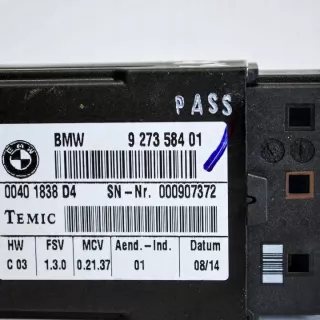 PASS
BMW 9 273 584 01
BMW
0040 1838 D4 SN-Nr. 000907372
TEMIC
HW FSV MCV Aend.-Ind. Datum
C 03 1.3.0 0.21.37 01 08/14